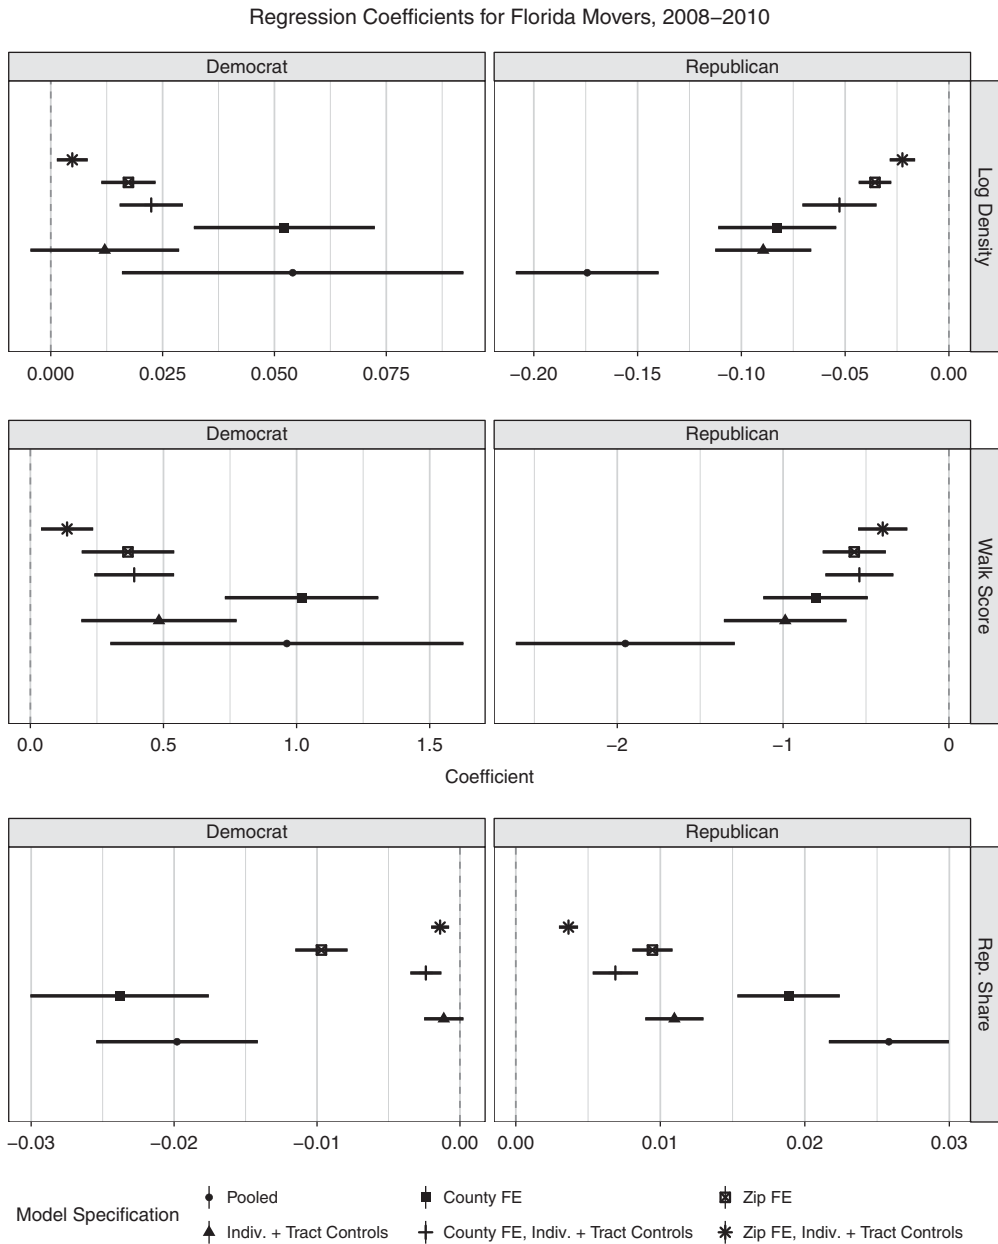 Regression Coefficients for Florida Movers, 2008–2010
Democrat
Republican
Log Density
0.000 0.025 0.050 0.075
−0.20 −0.15 −0.10 −0.05 0.00
Democrat
Republican
Walk Score
0.0 0.5 1.0 1.5
−2 −1 0
Coefficient
Democrat
Republican
Rep. Share
−0.03 −0.02 −0.01 0.00
0.00 0.01 0.02 0.03
Model Specification
Pooled
County FE
Zip FE
Indiv. + Tract Controls
County FE, Indiv. + Tract Controls
Zip FE, Indiv. + Tract Controls